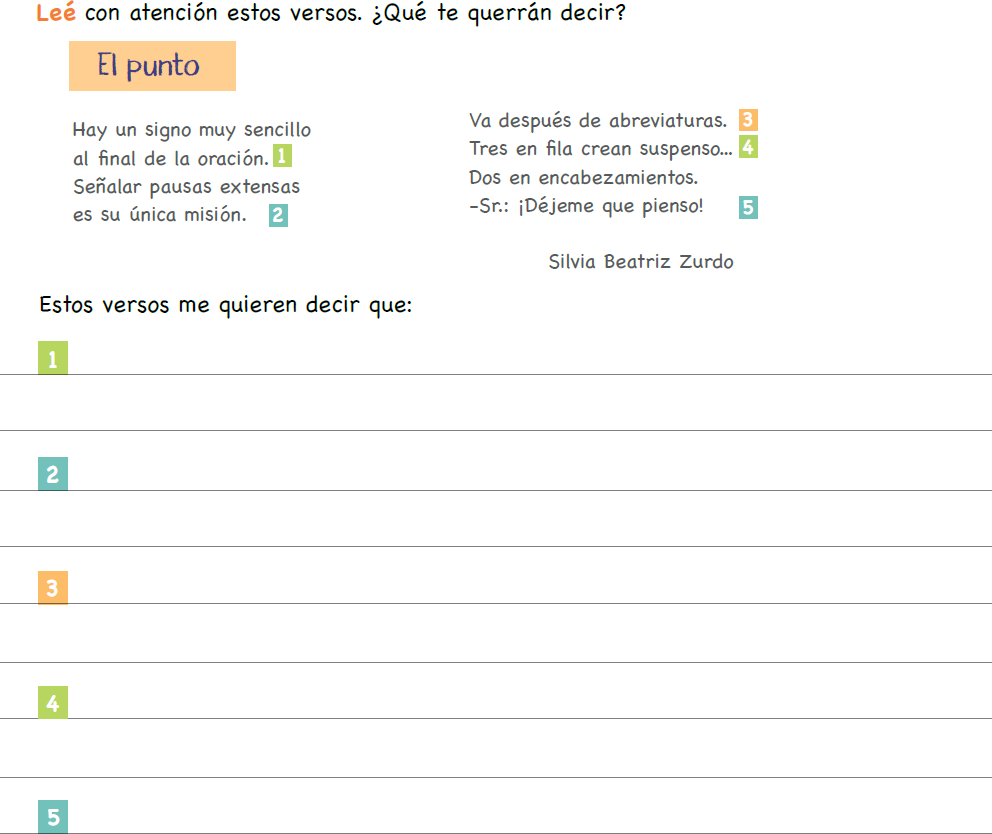 Leé con atención estos versos. ¿Qué te querrán decir?
El punto
Hay un signo muy sencillo
al final de la oración. 1
Señalar pausas extensas
es su única misión. 2
Va después de abreviaturas. 3
Tres en fila crean suspenso... 4
Dos en encabezamientos.
–Sr.: ¡Déjeme que pienso! 5
Silvia Beatriz Zurdo
Estos versos me quieren decir que:
1
2
3
4
5